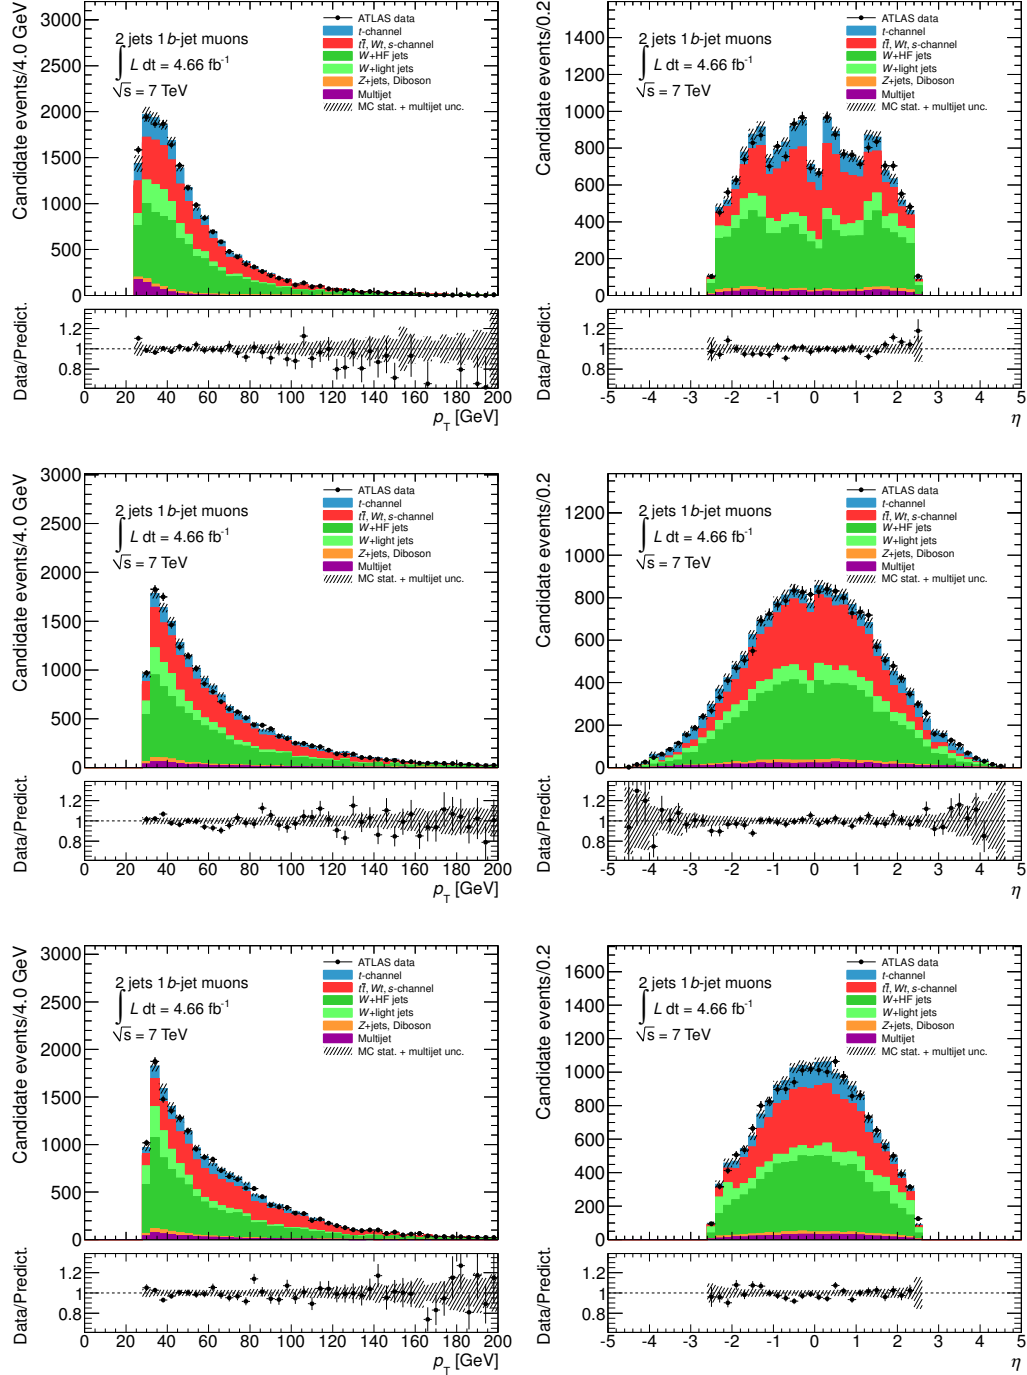 Candidate events/4.0 GeV
3000
2500
2000
1500
1000
500
0
2 jets 1 b-jet muons
∫ L dt = 4.66 fb⁻¹
√s = 7 TeV
ATLAS data
t-channel
tt̄, Wt, s-channel
W+HF jets
W+light jets
Z+jets, Diboson
Multijet
MC stat. + multijet unc.
Data/Predict.
1.2
1
0.8
0 20 40 60 80 100 120 140 160 180 200
p_T [GeV]
Candidate events/0.2
1600
1400
1200
1000
800
600
400
200
0
2 jets 1 b-jet muons
∫ L dt = 4.66 fb⁻¹
√s = 7 TeV
ATLAS data
t-channel
tt̄, Wt, s-channel
W+HF jets
W+light jets
Z+jets, Diboson
Multijet
MC stat. + multijet unc.
Data/Predict.
1.2
1
0.8
-5 -4 -3 -2 -1 0 1 2 3 4 5
η
Candidate events/4.0 GeV
3000
2500
2000
1500
1000
500
0
2 jets 1 b-jet muons
∫ L dt = 4.66 fb⁻¹
√s = 7 TeV
ATLAS data
t-channel
tt̄, Wt, s-channel
W+HF jets
W+light jets
Z+jets, Diboson
Multijet
MC stat. + multijet unc.
Data/Predict.
1.2
1
0.8
0 20 40 60 80 100 120 140 160 180 200
p_T [GeV]
Candidate events/0.2
1200
1000
800
600
400
200
0
2 jets 1 b-jet muons
∫ L dt = 4.66 fb⁻¹
√s = 7 TeV
ATLAS data
t-channel
tt̄, Wt, s-channel
W+HF jets
W+light jets
Z+jets, Diboson
Multijet
MC stat. + multijet unc.
Data/Predict.
1.2
1
0.8
-5 -4 -3 -2 -1 0 1 2 3 4 5
η
Candidate events/4.0 GeV
3000
2500
2000
1500
1000
500
0
2 jets 1 b-jet muons
∫ L dt = 4.66 fb⁻¹
√s = 7 TeV
ATLAS data
t-channel
tt̄, Wt, s-channel
W+HF jets
W+light jets
Z+jets, Diboson
Multijet
MC stat. + multijet unc.
Data/Predict.
1.2
1
0.8
0 20 40 60 80 100 120 140 160 180 200
p_T [GeV]
Candidate events/0.2
1600
1400
1200
1000
800
600
400
200
0
2 jets 1 b-jet muons
∫ L dt = 4.66 fb⁻¹
√s = 7 TeV
ATLAS data
t-channel
tt̄, Wt, s-channel
W+HF jets
W+light jets
Z+jets, Diboson
Multijet
MC stat. + multijet unc.
Data/Predict.
1.2
1
0.8
-5 -4 -3 -2 -1 0 1 2 3 4 5
η